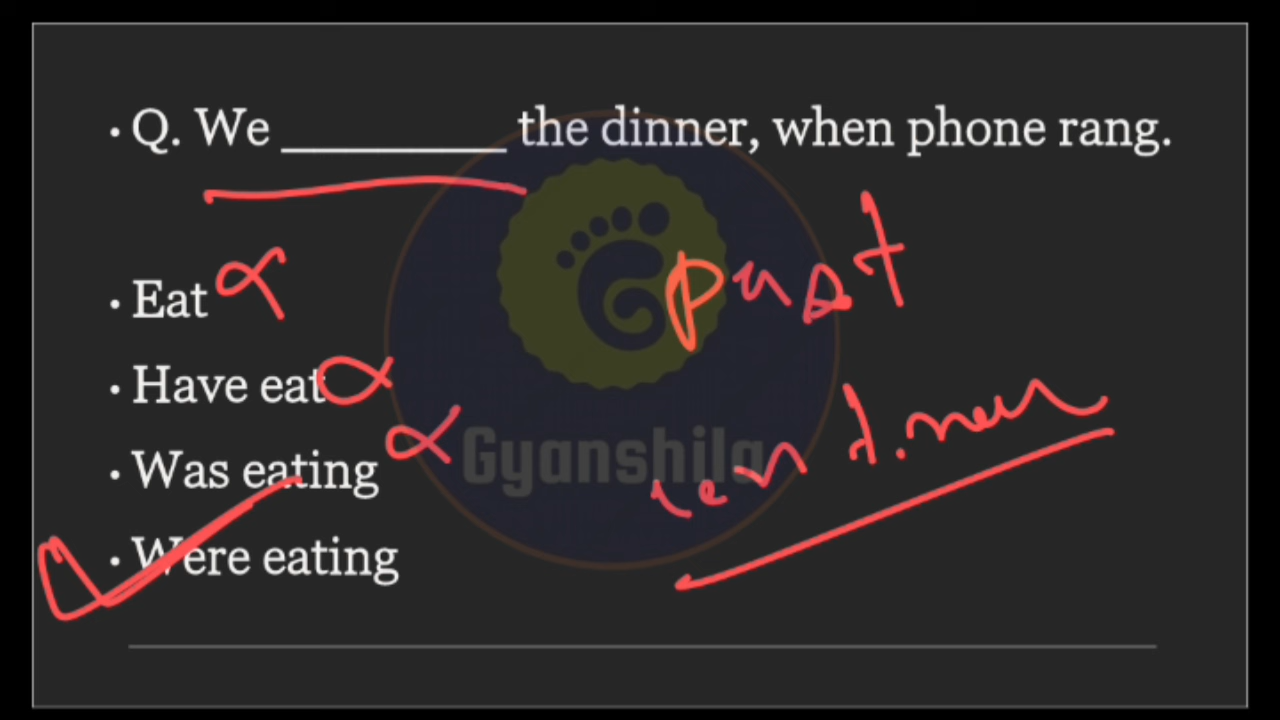 • Q. We __________ the dinner, when phone rang.
• Eat
past
• Have eat
• Was eating
Gyanshila
• Were eating